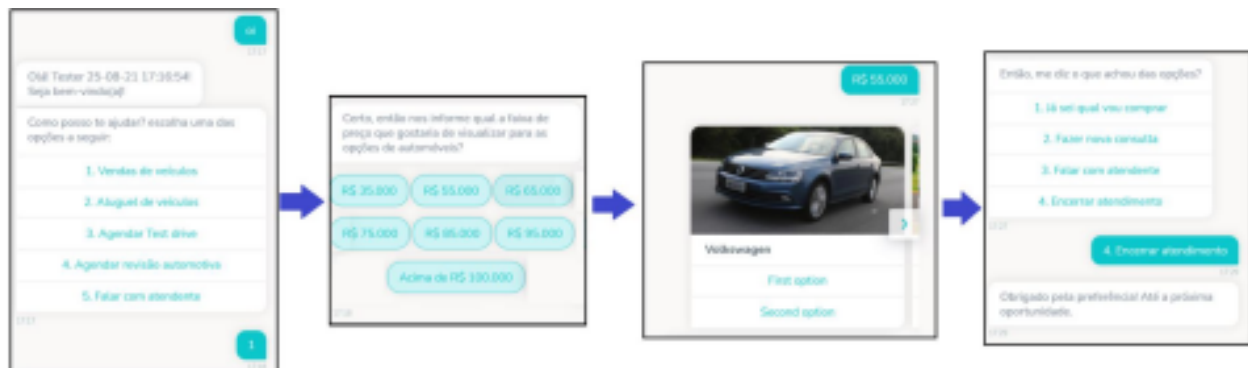 oi
17:17
Olá! Tester 25-08-21 17:16:54!
Seja bem-vindo(a)!
Como posso te ajudar? escolha uma das
opções a seguir:
1. Vendas de veículos
2. Aluguel de veículos
3. Agendar Test drive
4. Agendar revisão automotiva
5. Falar com atendente
17:17
1
Certo, então nos informe qual a faixa de
preço que gostaria de visualizar para as
opções de automóveis?
R$ 35.000 R$ 55.000 R$ 65.000
R$ 75.000 R$ 85.000 R$ 95.000
Acima de R$ 100.000
R$ 55.000
Volkswagen
First option
Second option
Então, me diz o que achou das opções?
1. Já sei qual vou comprar
2. Fazer nova consulta
3. Falar com atendente
4. Encerrar atendimento
4. Encerrar atendimento
Obrigado pela preferência! Até a próxima
oportunidade.